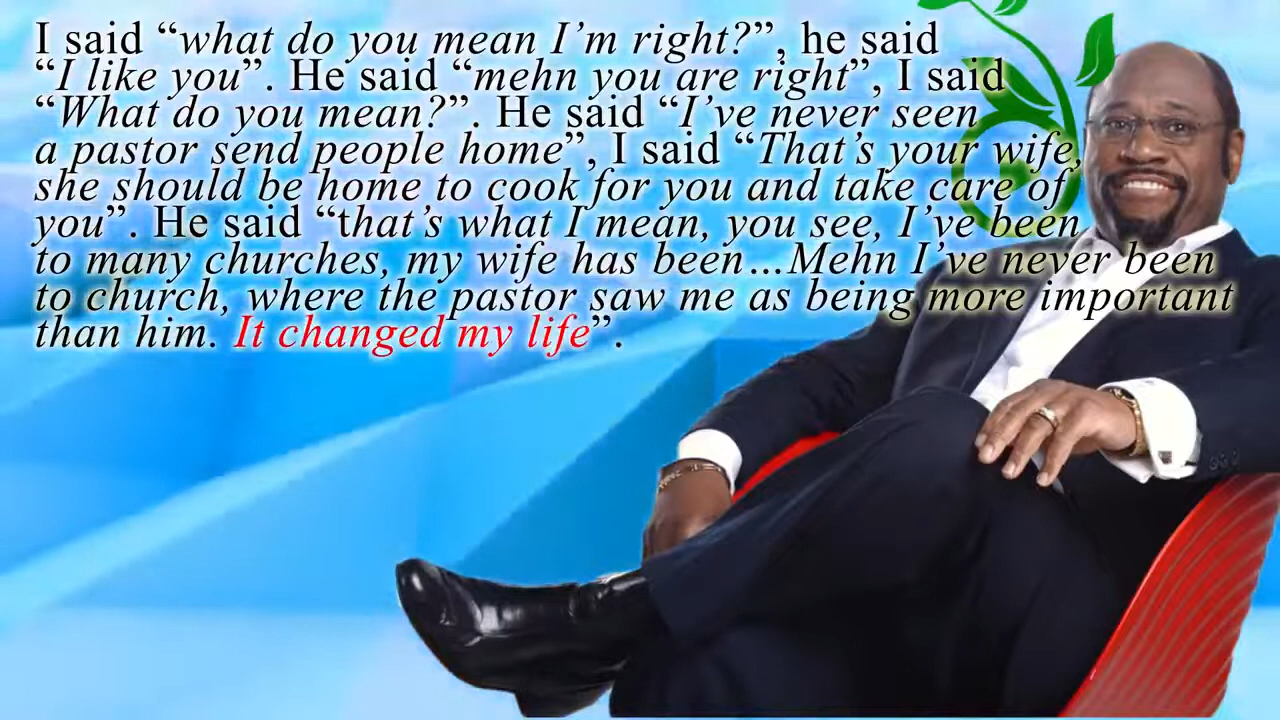 I said “what do you mean I’m right?”, he said
“I like you”. He said “mehn you are right”, I said
“What do you mean?”. He said “I’ve never seen
a pastor send people home”, I said “That’s your wife,
she should be home to cook for you and take care of
you”. He said “that’s what I mean, you see, I’ve been
to many churches, my wife has been...Mehn I’ve never been
to church, where the pastor saw me as being more important
than him. It changed my life”.